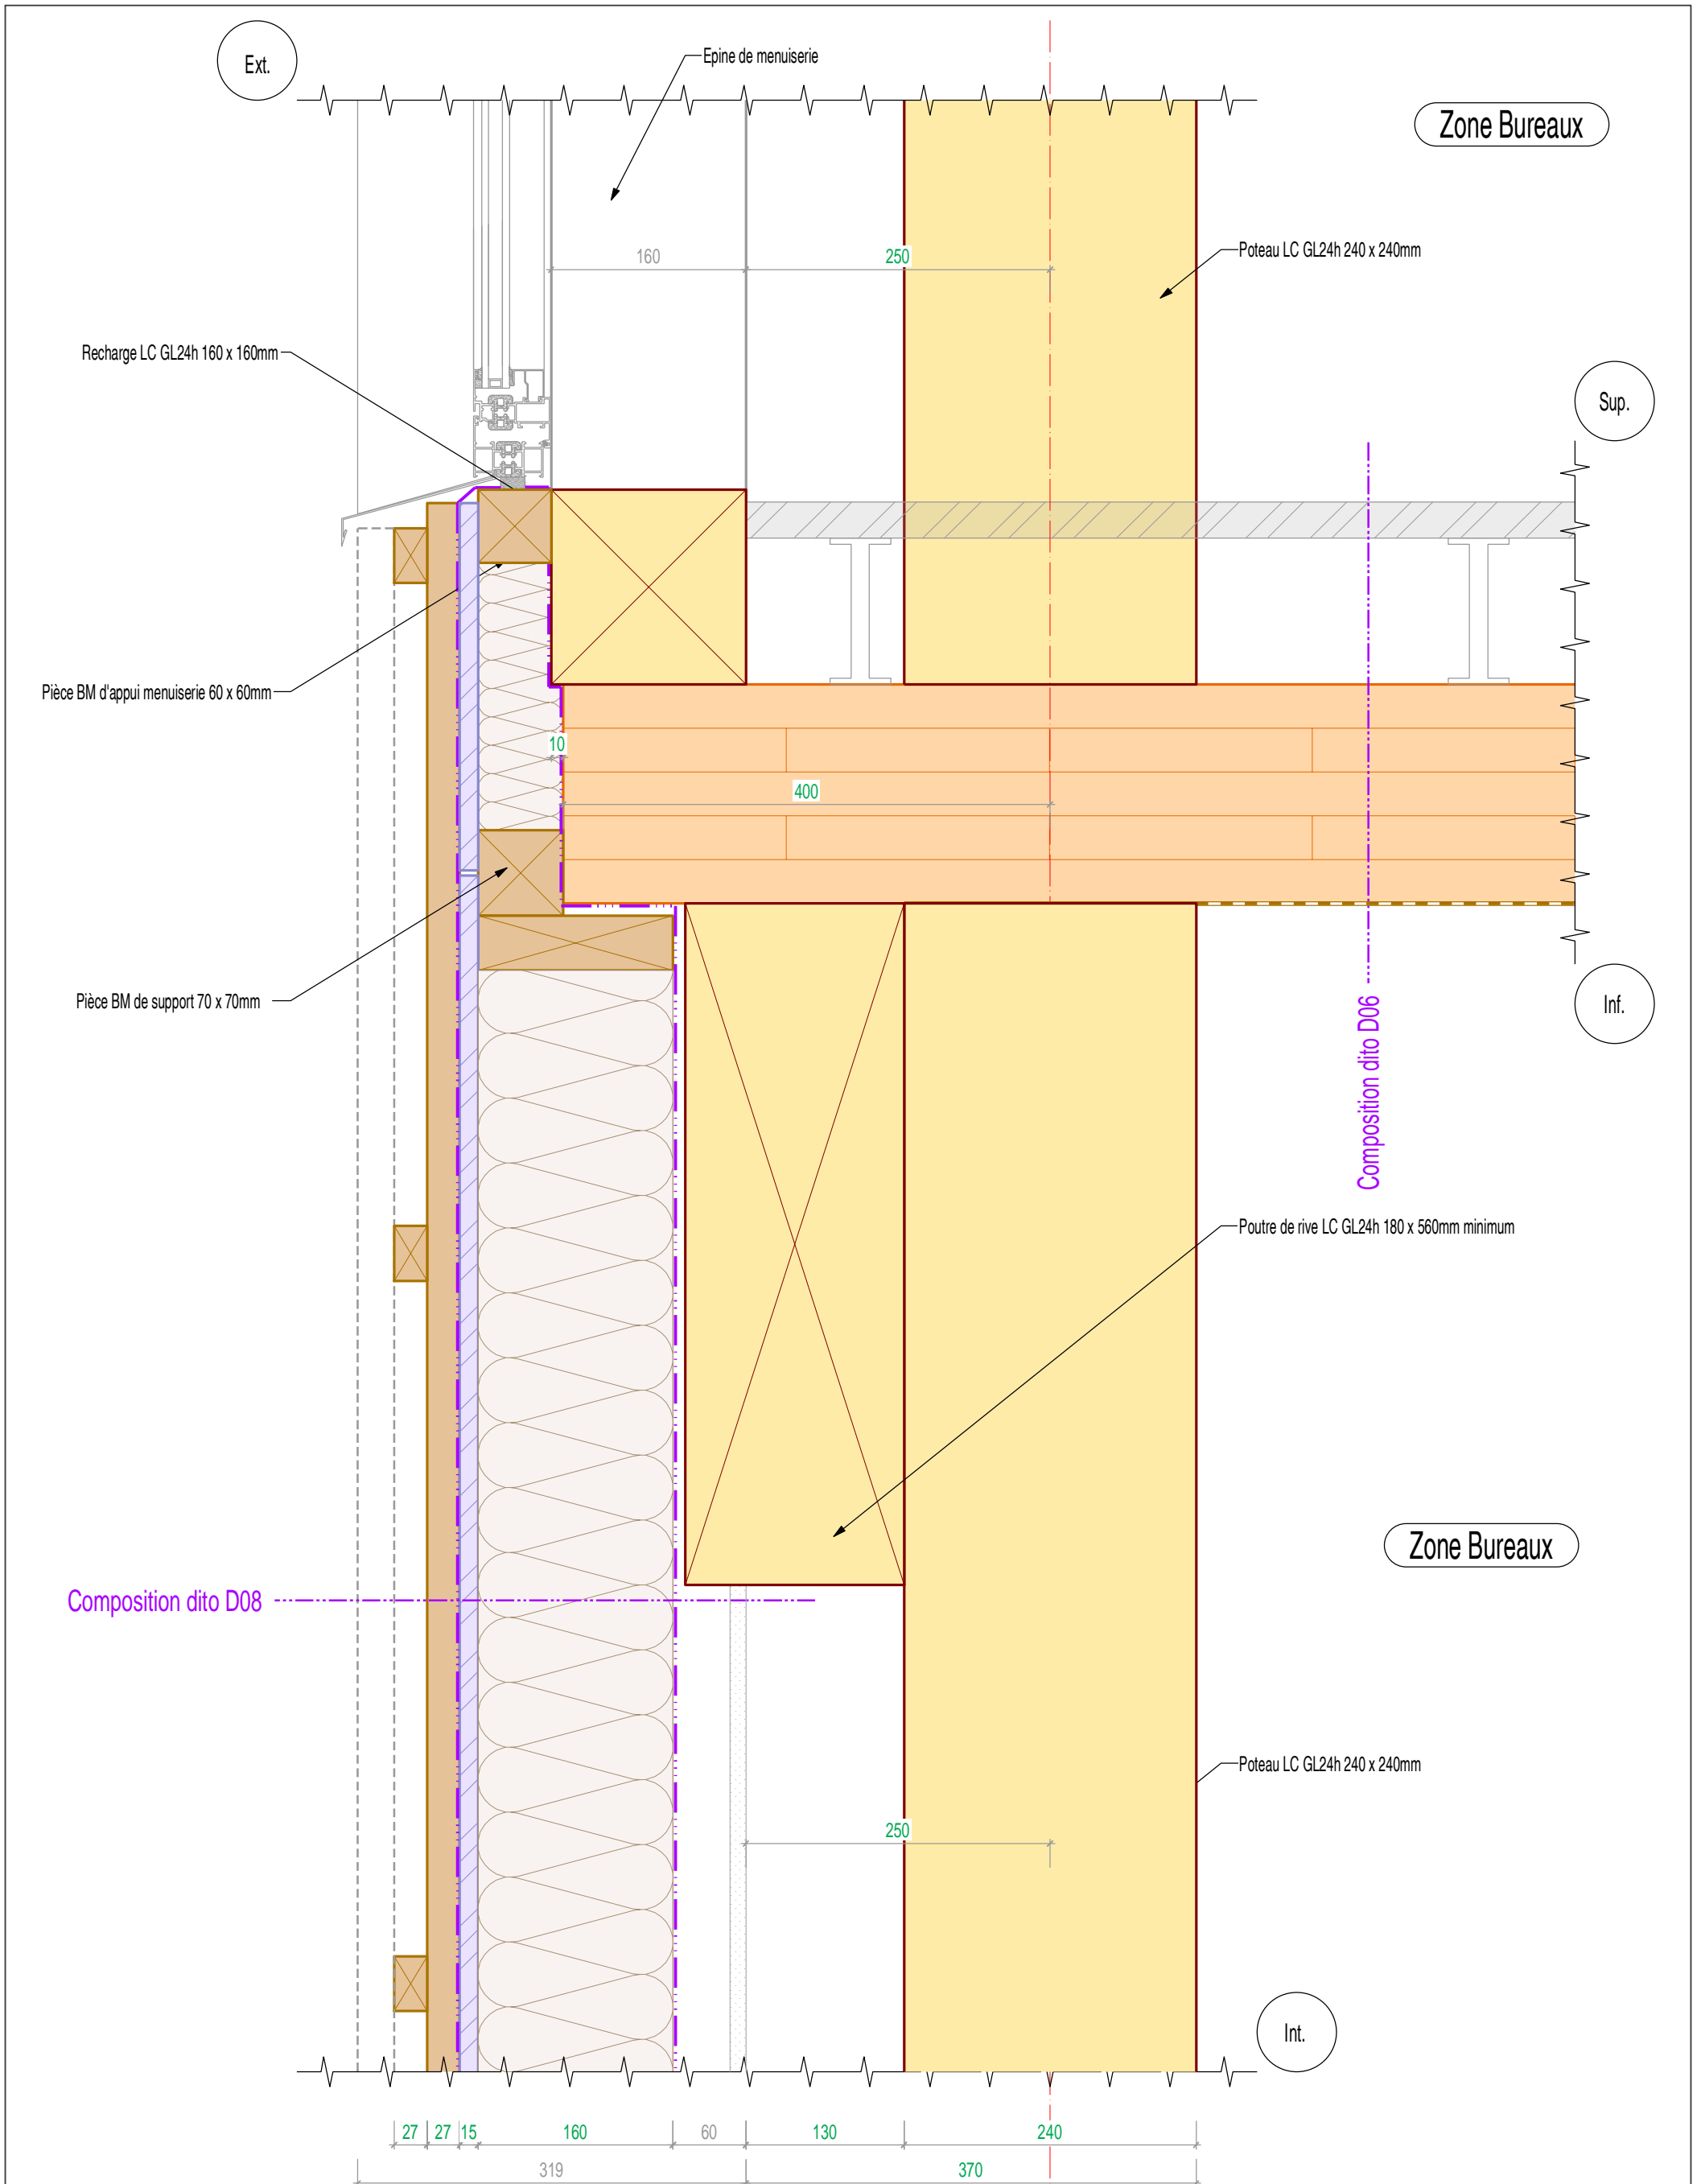 Ext.
Epine de menuiserie
Zone Bureaux
160
250
Poteau LC GL24h 240 x 240mm
Recharge LC GL24h 160 x 160mm
Sup.
Pièce BM d'appui menuiserie 60 x 60mm
10
400
Pièce BM de support 70 x 70mm
Inf.
Composition dito D06
Poutre de rive LC GL24h 180 x 560mm minimum
Zone Bureaux
Composition dito D08
Poteau LC GL24h 240 x 240mm
250
Int.
27
27
15
160
60
130
240
319
370